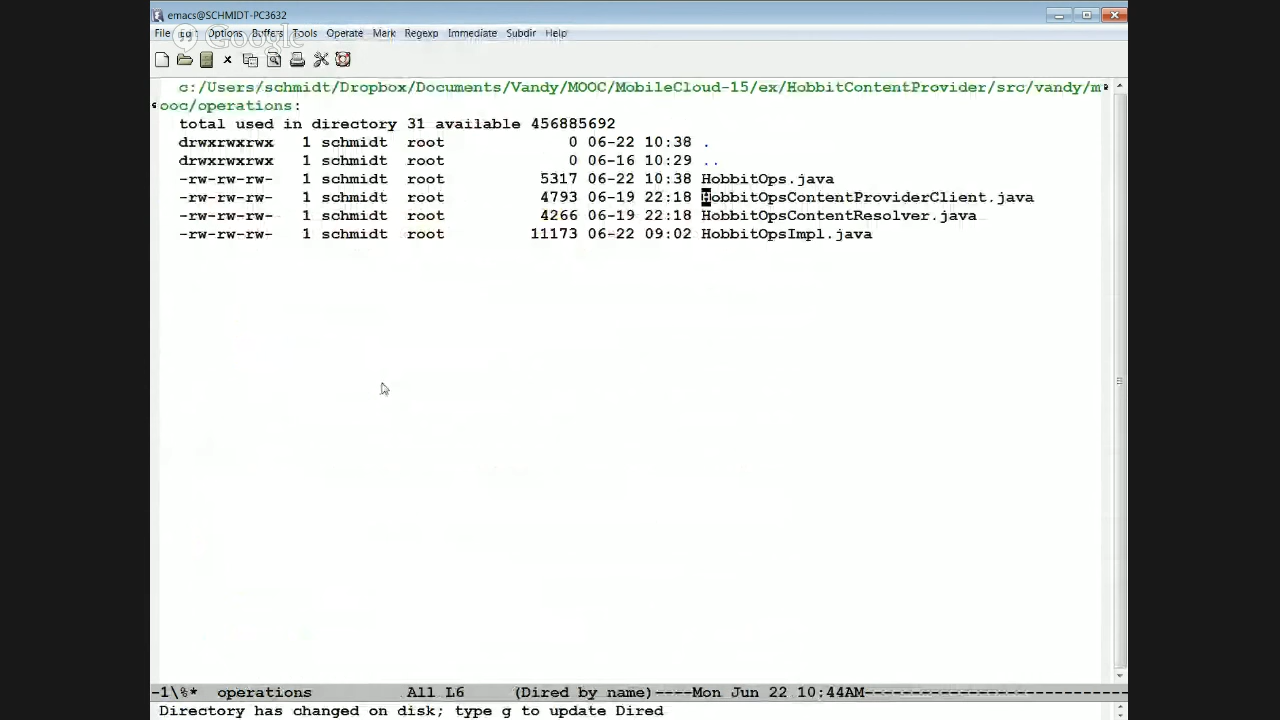 emacs@SCHMIDT-PC3632
File Options Buffers Tools Operate Mark Regexp Immediate Subdir Help
Google
c:/Users/schmidt/Dropbox/Documents/Vandy/MOOC/MobileCloud-15/ex/HobbitContentProvider/src/vandy/m
ooc/operations:
total used in directory 31 available 456885692
drwxrwxrwx 1 schmidt root 0 06-22 10:38 .
drwxrwxrwx 1 schmidt root 0 06-16 10:29 ..
-rw-rw-rw- 1 schmidt root 5317 06-22 10:38 HobbitOps.java
-rw-rw-rw- 1 schmidt root 4793 06-19 22:18 HobbitOpsContentProviderClient.java
-rw-rw-rw- 1 schmidt root 4266 06-19 22:18 HobbitOpsContentResolver.java
-rw-rw-rw- 1 schmidt root 11173 06-22 09:02 HobbitOpsImpl.java
-1\%* operations All L6 (Dired by name)----Mon Jun 22 10:44AM----------------------------
Directory has changed on disk; type g to update Dired